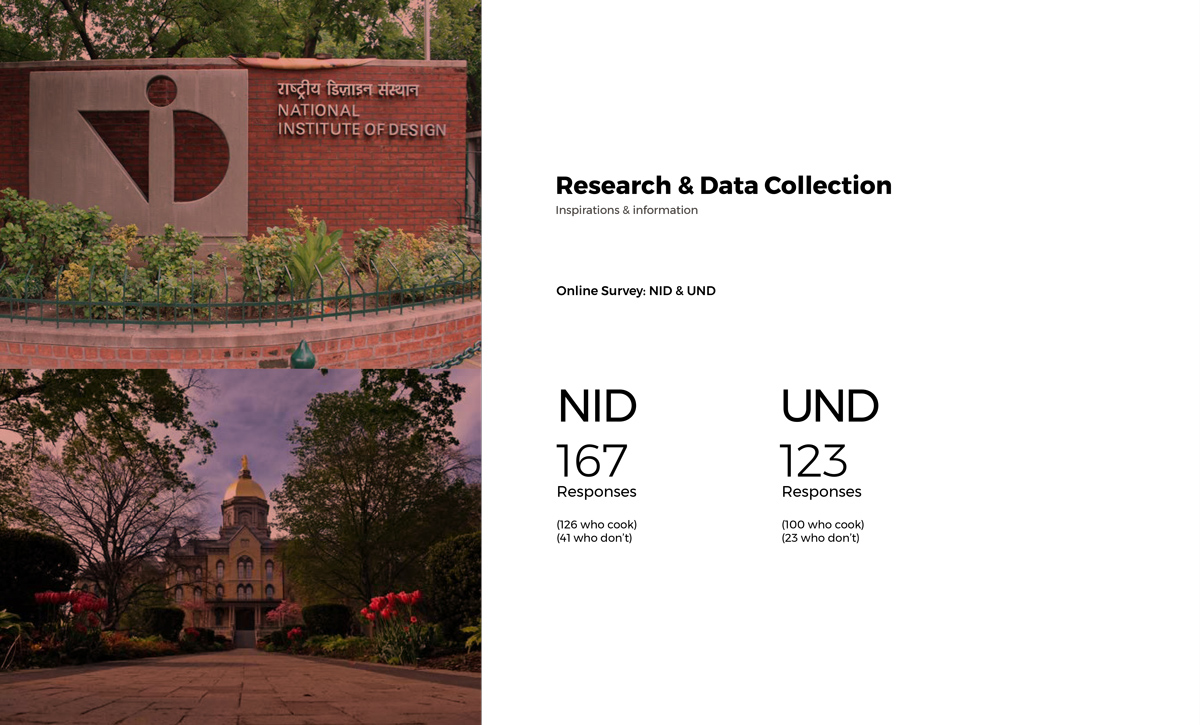 राष्ट्रीय डिज़ाइन संस्थान
NATIONAL
INSTITUTE OF DESIGN
Research & Data Collection
Inspirations & information
Online Survey: NID & UND
NID
167
Responses
(126 who cook)
(41 who don't)
UND
123
Responses
(100 who cook)
(23 who don't)